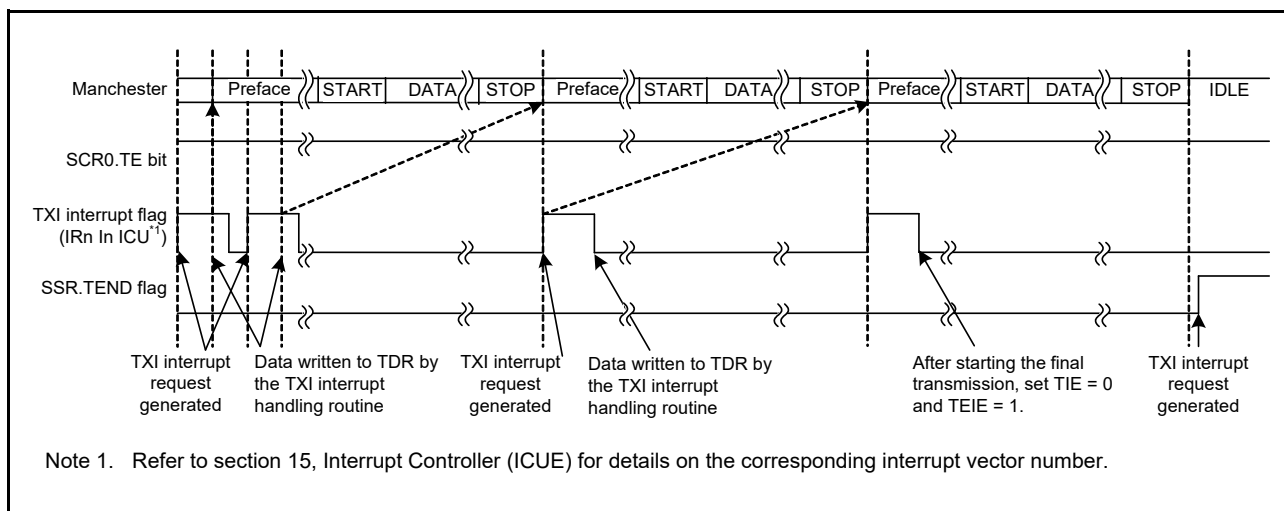 Manchester Preface START DATA STOP Preface START DATA STOP Preface START DATA STOP IDLE
SCR0.TE bit
TXI interrupt flag
(IRn In ICU*1)
SSR.TEND flag
TXI interrupt
request
generated
Data written to TDR by
the TXI interrupt
handling routine
TXI interrupt
request
generated
Data written to TDR by
the TXI interrupt
handling routine
After starting the final
transmission, set TIE = 0
and TEIE = 1.
TXI interrupt
request
generated
Note 1. Refer to section 15, Interrupt Controller (ICUE) for details on the corresponding interrupt vector number.